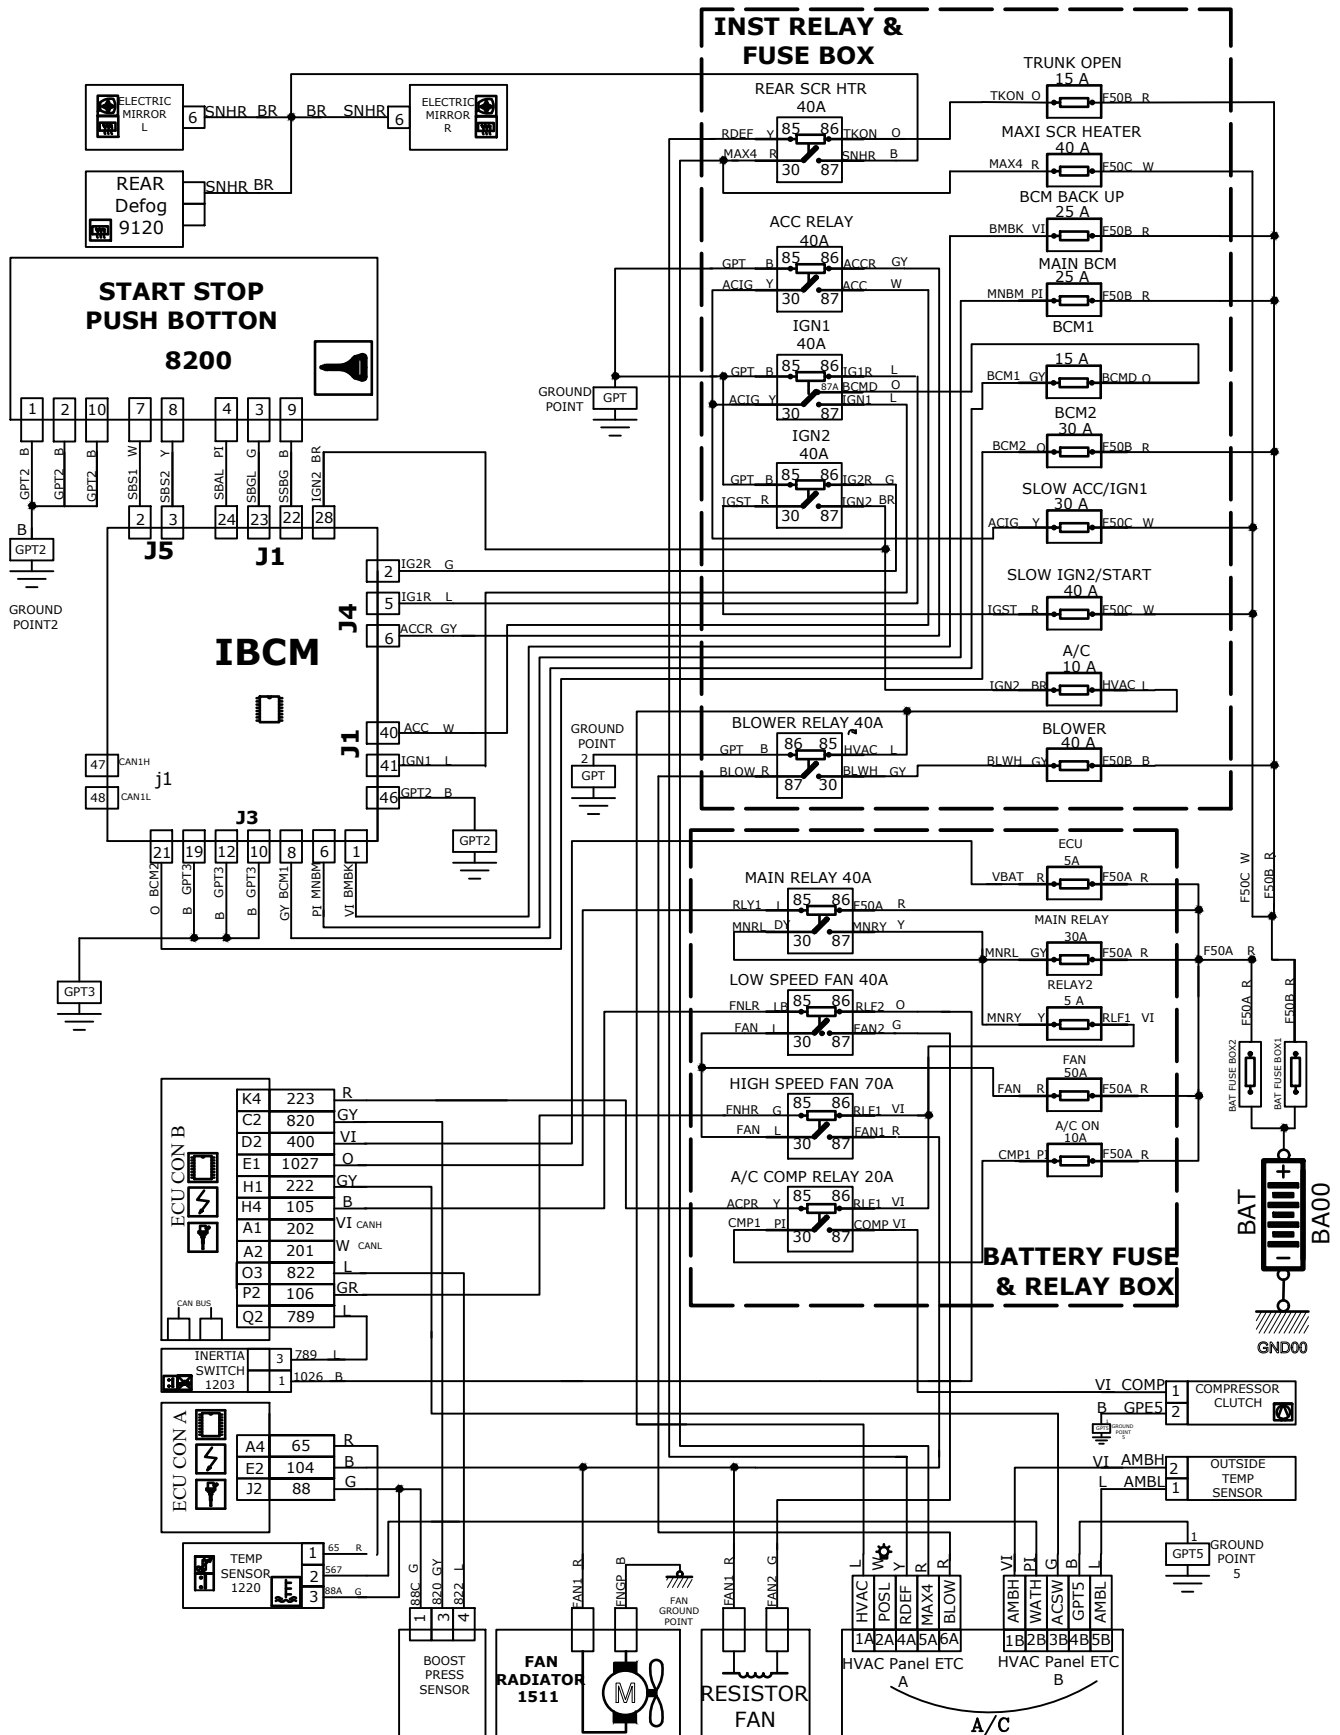 INST RELAY &
FUSE BOX
TRUNK OPEN
15 A
TKON O F50B R
REAR SCR HTR
40A
RDEF Y 85 86 TKON O
MAX4 R 30 87 SNHR B
MAXI SCR HEATER
40 A
MAX4 R F50C W
ELECTRIC
MIRROR
L
6 SNHR BR BR SNHR 6
ELECTRIC
MIRROR
R
REAR
Defog
9120
SNHR BR
BCM BACK UP
25 A
BMBK VI F50B R
ACC RELAY
40A
GPT B 85 86 ACCR GY
ACIG Y 30 87 ACC W
MAIN BCM
25 A
MNBM PI F50B R
START STOP
PUSH BOTTON
8200
IGN1
40A
GPT B 85 86 IG1R L
87A BCMD O
ACIG Y 30 87 IGN1 L
BCM1
15 A
BCM1 GY BCMD O
GROUND
POINT
GPT
BCM2
30 A
BCM2 O F50B R
IGN2
40A
GPT B 85 86 IG2R G
IGST R 30 87 IGN2 BR
SLOW ACC/IGN1
30 A
ACIG Y F50C W
SLOW IGN2/START
40 A
IGST R F50C W
A/C
10 A
IGN2 BR HVAC L
BLOWER RELAY 40A
GPT B 86 85 HVAC L
BLOW R 87 30 BLWH GY
BLOWER
40 A
BLWH GY F50B B
GROUND
POINT
2
GPT
1 2 10 7 8 4 3 9
GPT2 B
GPT2 B
GPT2 B
SBS1 W
SBS2 Y
SBAL PI
SBGL G
SSBG B
IGN2 BR
B
GPT2
GROUND
POINT2
2 3 24 23 22 28
J5 J1
IBCM
2 IG2R G
5 IG1R L
J4
6 ACCR GY
J1
40 ACC W
41 IGN1 L
46 GPT2 B
GPT2
47 CAN1H
j1
48 CAN1L
J3
21 19 12 10 8 6 1
O BCM2
B GPT3
B GPT3
B GPT3
GY BCM1
PI MNBM
VI BMBK
GPT3
F50C W
F50B R
ECU
5A
VBAT R F50A R
MAIN RELAY 40A
RLY1 L 85 86 F50A R
MNRL DY 30 87 MNRY Y
MAIN RELAY
30A
MNRL GY F50A R
F50A R
LOW SPEED FAN 40A
FNLR LB 85 86 RLF2 O
FAN L 30 87 FAN2 G
RELAY2
5 A
MNRY Y RLF1 VI
HIGH SPEED FAN 70A
FNHR G 85 86 RLF1 VI
FAN L 30 87 FAN1 R
FAN
50A
FAN R F50A R
A/C ON
10A
CMP1 PI F50A R
A/C COMP RELAY 20A
ACPR Y 85 86 RLF1 VI
CMP1 PI 30 87 COMP VI
BATTERY FUSE
& RELAY BOX
F50A R
F50B R
BAT FUSE BOX2
BAT FUSE BOX1
+
BAT
BA00
−
GND00
ECU CON B
K4 223 R
C2 820 GY
D2 400 VI
E1 1027 O
H1 222 GY
H4 105 B
A1 202 VI CANH
A2 201 W CANL
O3 822 L
P2 106 GR
Q2 789 L
CAN BUS
INERTIA
SWITCH
1203
3 789 L
1 1026 B
ECU CON A
A4 65 R
E2 104 B
J2 88 G
TEMP
SENSOR
1220
1 65 R
2 567
3 88A G
88C G
820 GY
822 L
1 3 4
BOOST
PRESS
SENSOR
FAN1 R
FNGP B
FAN
GROUND
POINT
FAN
RADIATOR
1511
M
FAN1 R
FAN2 G
RESISTOR
FAN
VI COMP 1
B GPE5 2
COMPRESSOR
CLUTCH
GROUND
POINT
5
VI AMBH 2
L AMBL 1
OUTSIDE
TEMP
SENSOR
1
GPT5
GROUND
POINT
5
L W Y R R
HVAC POSL RDEF MAX4 BLOW
1A 2A 4A 5A 6A
HVAC Panel ETC
A
VI PI G B L
AMBH WATH ACSW GPT5 AMBL
1B 2B 3B 4B 5B
HVAC Panel ETC
B
A/C